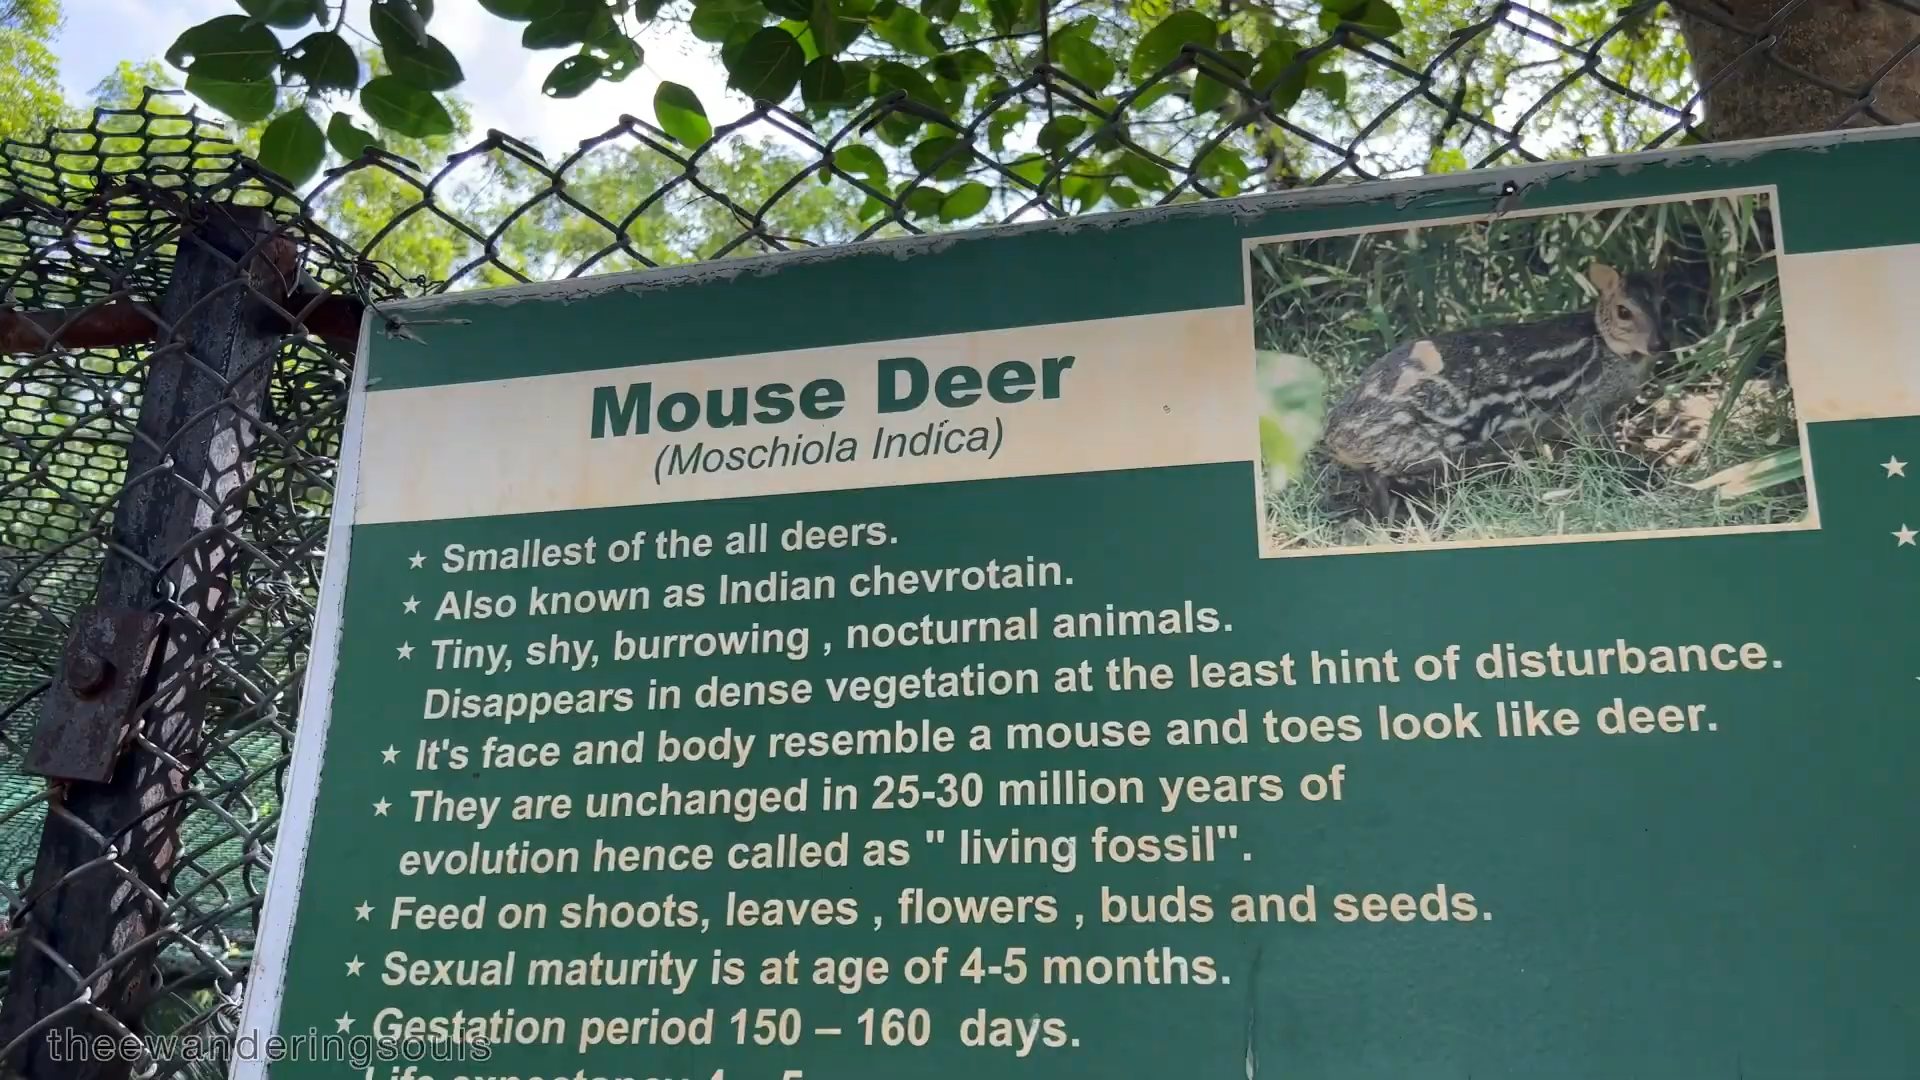 Mouse Deer
(Moschiola Indica)
★ Smallest of the all deers.
★ Also known as Indian chevrotain.
★ Tiny, shy, burrowing , nocturnal animals.
Disappears in dense vegetation at the least hint of disturbance.
★ It's face and body resemble a mouse and toes look like deer.
★ They are unchanged in 25-30 million years of
evolution hence called as " living fossil".
★ Feed on shoots, leaves , flowers , buds and seeds.
★ Sexual maturity is at age of 4-5 months.
★ Gestation period 150 – 160 days.
Life expectancy
theewanderingsouls